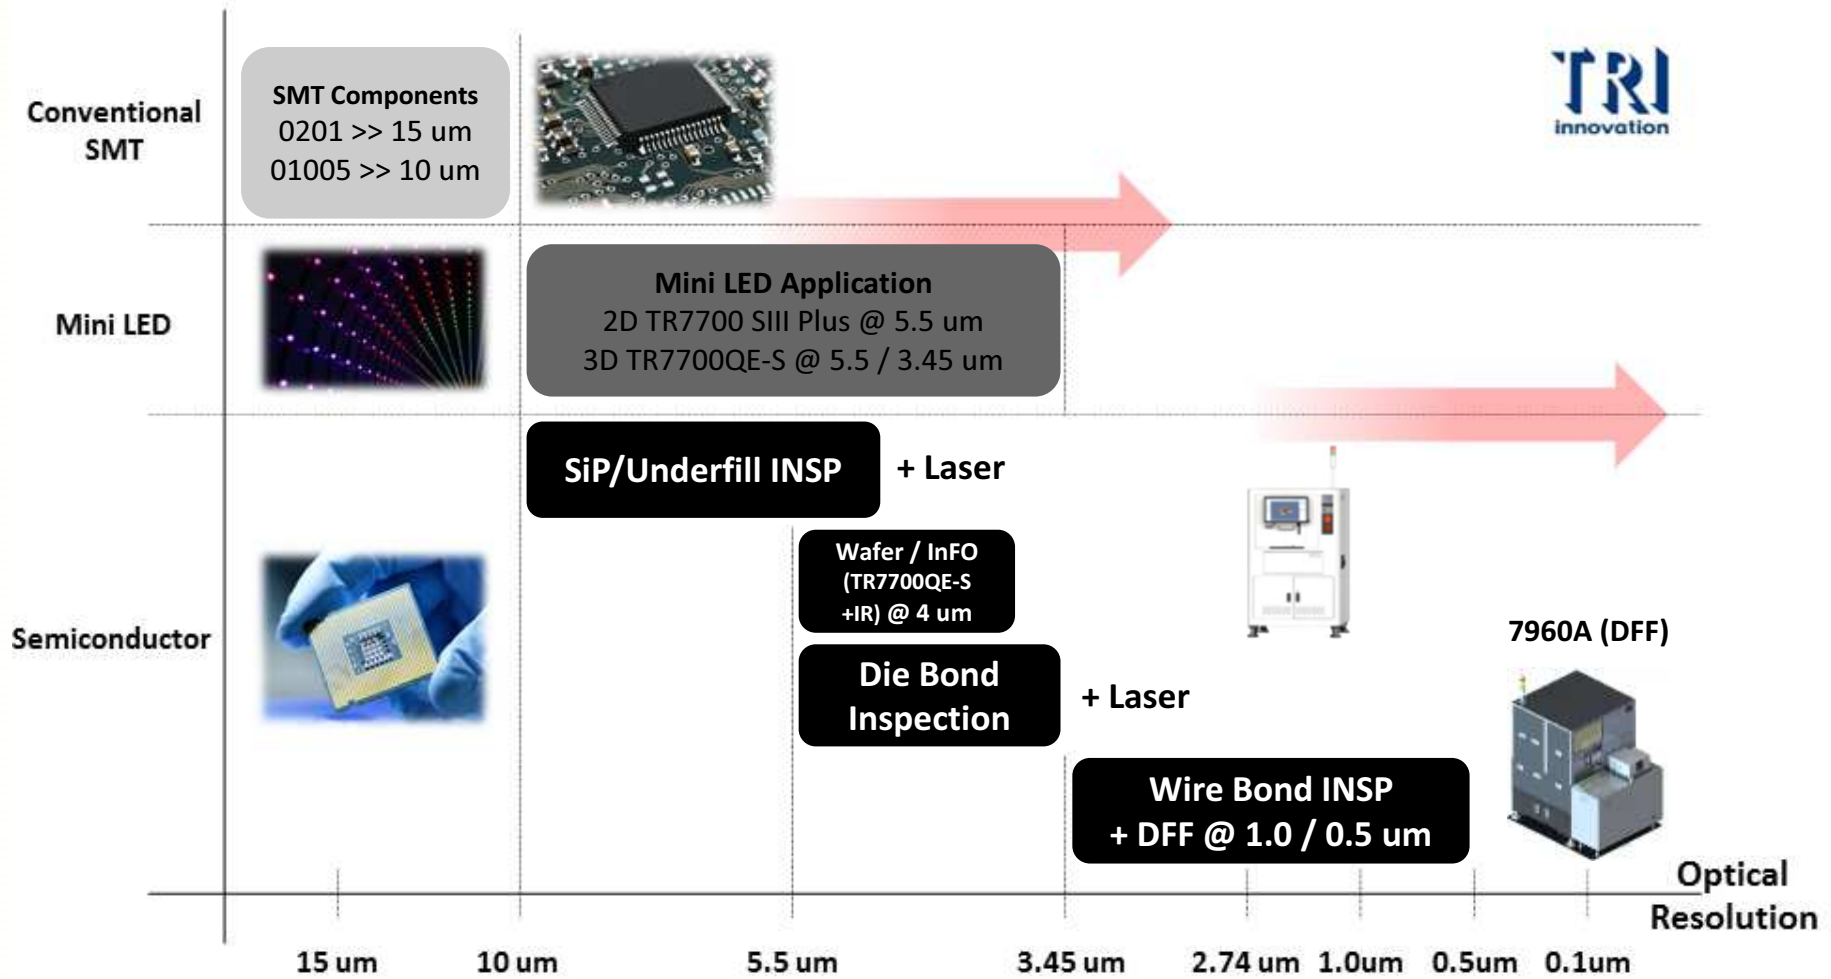 TRI
innovation
Conventional
SMT
SMT Components
0201 >> 15 um
01005 >> 10 um
Mini LED
Mini LED Application
2D TR7700 SIII Plus @ 5.5 um
3D TR7700QE-S @ 5.5 / 3.45 um
Semiconductor
SiP/Underfill INSP
+ Laser
Wafer / InFO
(TR7700QE-S
+IR) @ 4 um
Die Bond
Inspection
+ Laser
7960A (DFF)
Wire Bond INSP
+ DFF @ 1.0 / 0.5 um
Optical
Resolution
15 um
10 um
5.5 um
3.45 um
2.74 um
1.0um
0.5um
0.1um